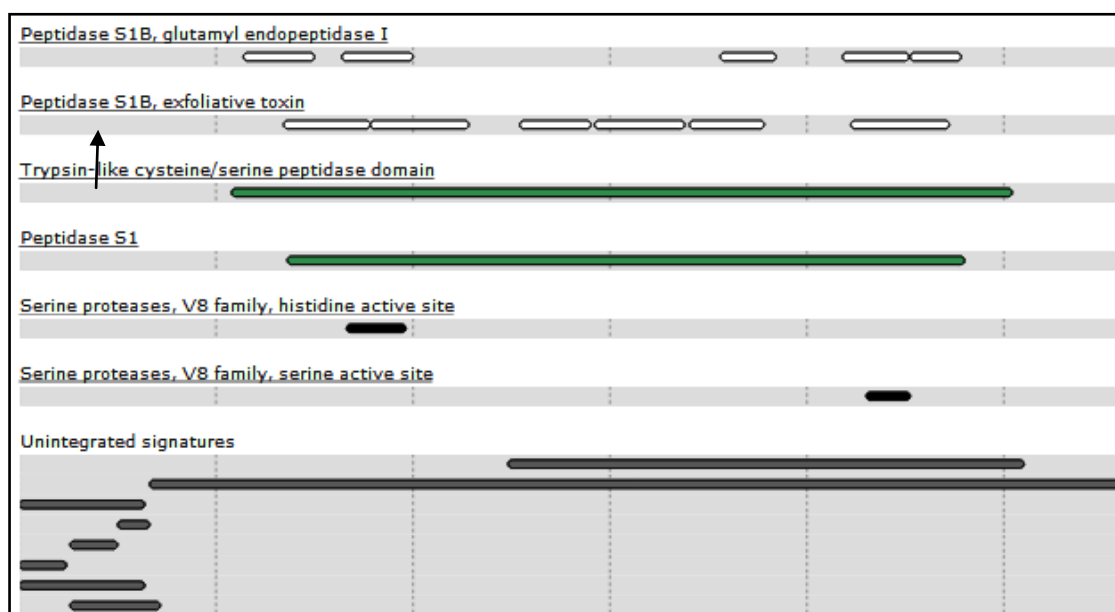 Peptidase S1B, glutamyl endopeptidase I
Peptidase S1B, exfoliative toxin
Trypsin-like cysteine/serine peptidase domain
Peptidase S1
Serine proteases, V8 family, histidine active site
Serine proteases, V8 family, serine active site
Unintegrated signatures